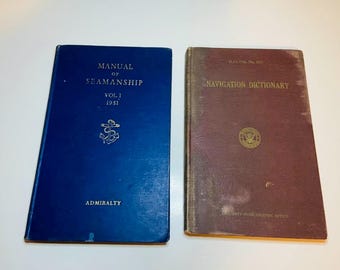 MANUAL
OF
SEAMANSHIP
VOL. I
1951
ADMIRALTY
NAVIGATION DICTIONARY